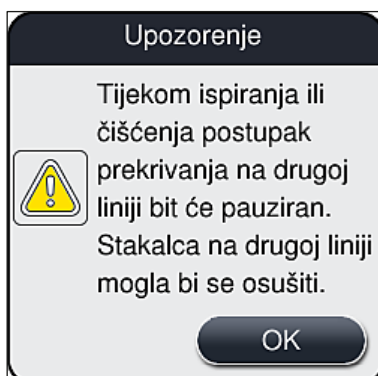 Upozorenje
Tijekom ispiranja ili
čišćenja postupak
prekrivanja na drugoj
liniji bit će pauziran.
Stakalca na drugoj liniji
mogla bi se osušiti.
OK